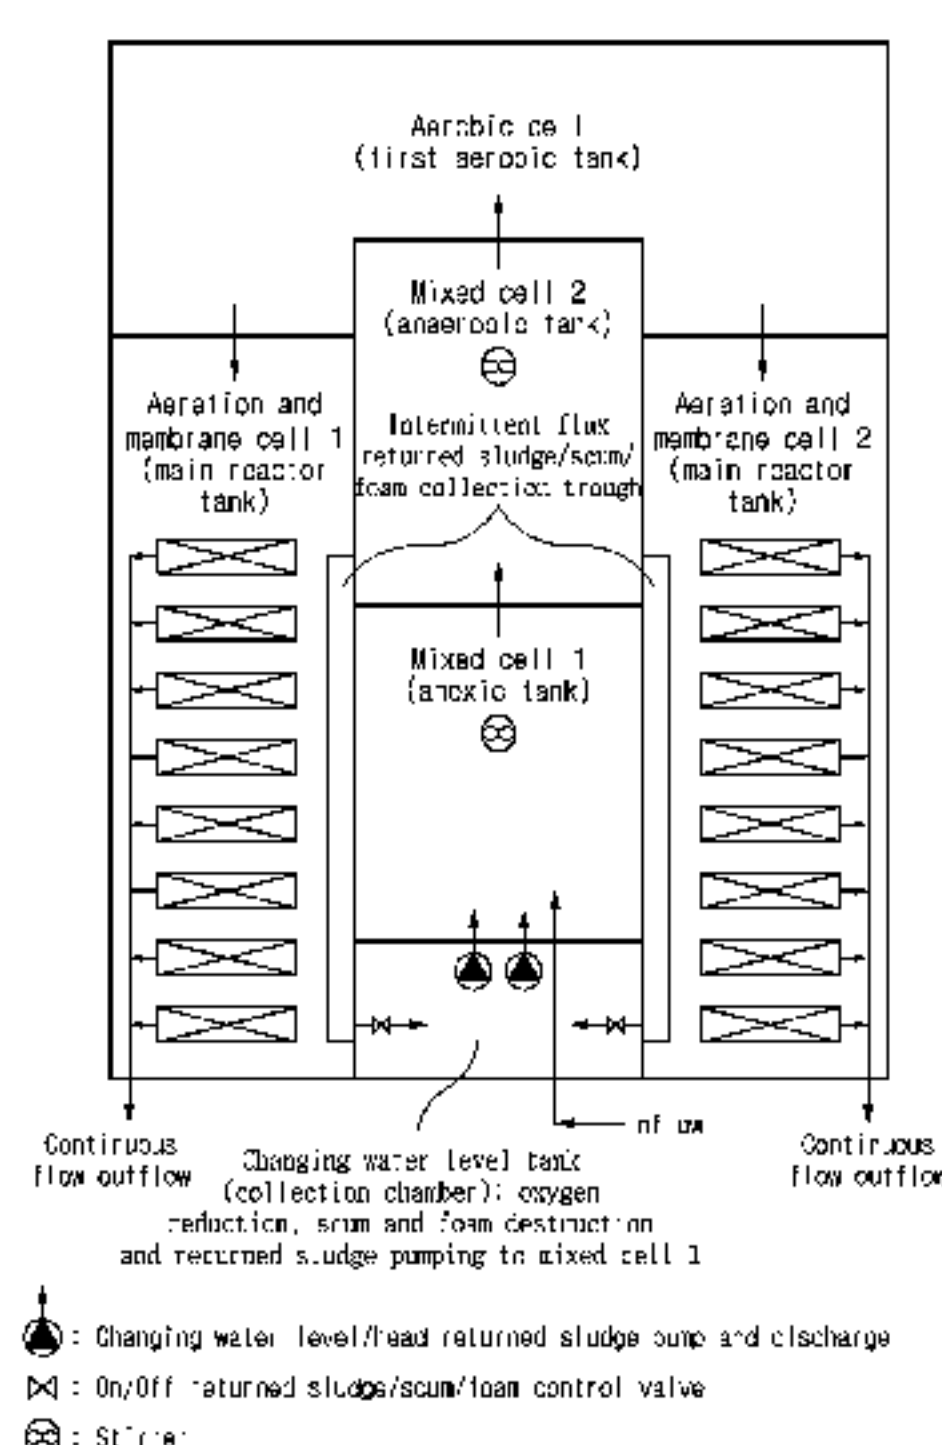 Aerobic cell
(first aerobic tank)
Mixed cell 2
(anaerobic tank)
Aeration and
membrane cell 1
(main reactor
tank)
Intermittent flux
returned sludge/scum/
foam collection trough
Aeration and
membrane cell 2
(main reactor
tank)
Mixed cell 1
(anoxic tank)
Inflow
Continuous
flow outflow
Continuous
flow outflow
Changing water level tank
(collection chamber): oxygen
reduction, scum and foam destruction
and returned sludge pumping to mixed cell 1
: Changing water level/head returned sludge pump and discharge
: On/Off returned sludge/scum/foam control valve
: Stirrer